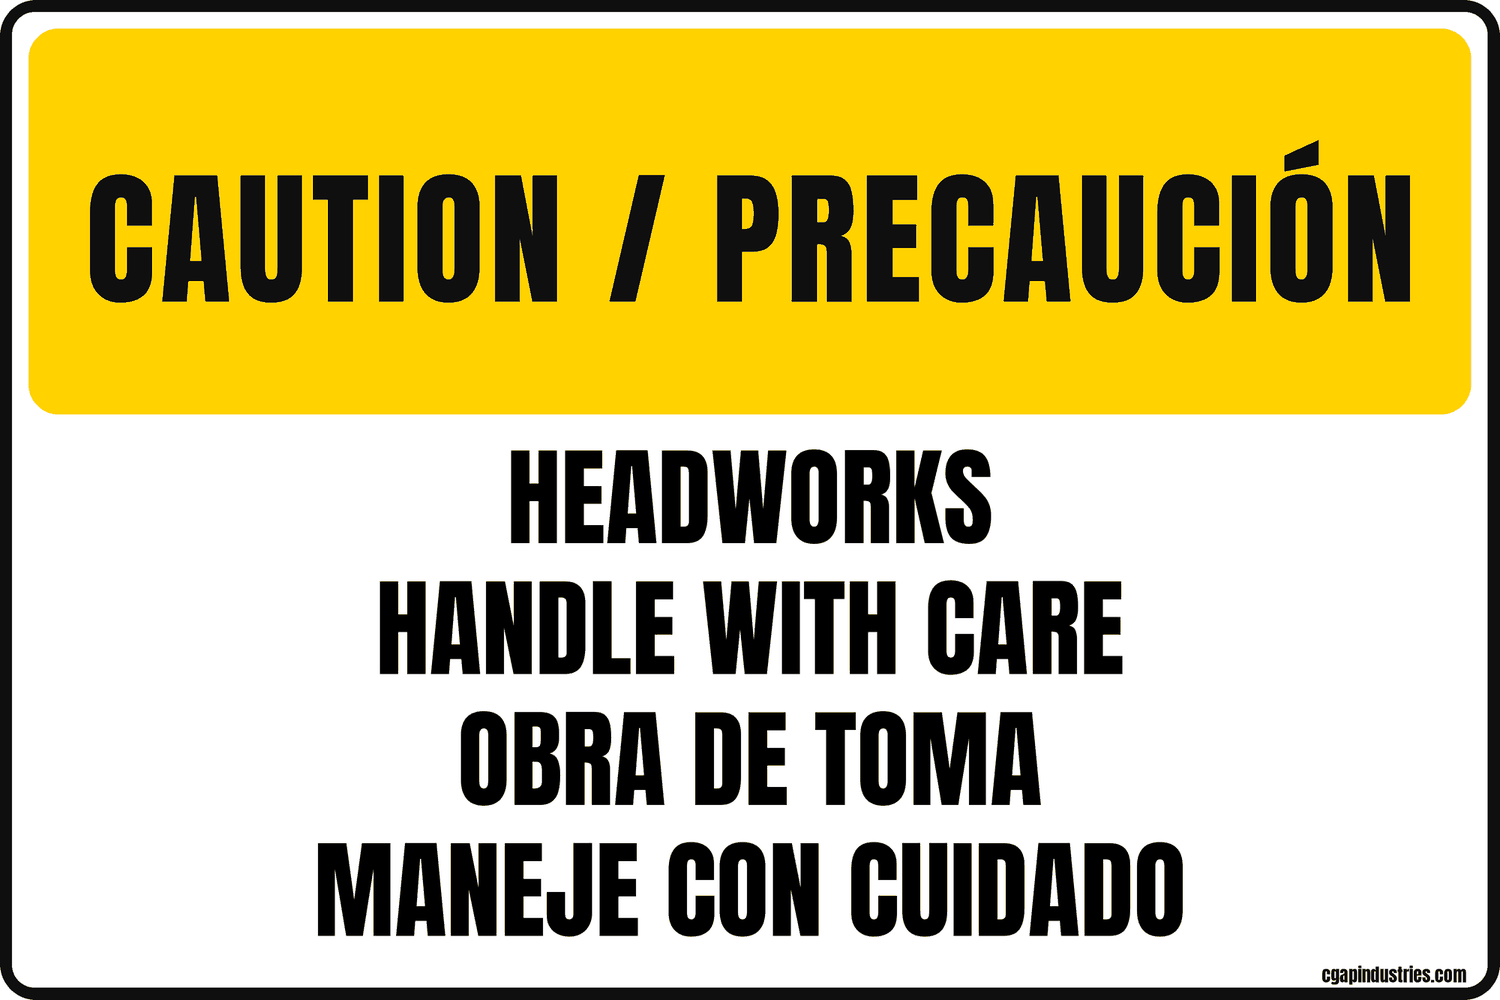 CAUTION / PRECAUCIÓN
HEADWORKS
HANDLE WITH CARE
OBRA DE TOMA
MANEJE CON CUIDADO
cgapindustries.com